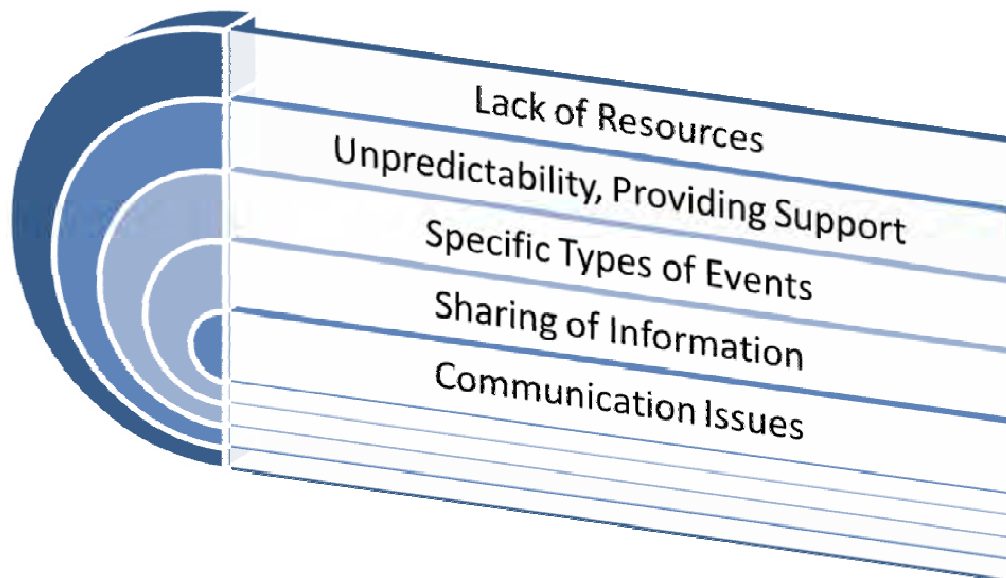 Lack of Resources
Unpredictability, Providing Support
Specific Types of Events
Sharing of Information
Communication Issues